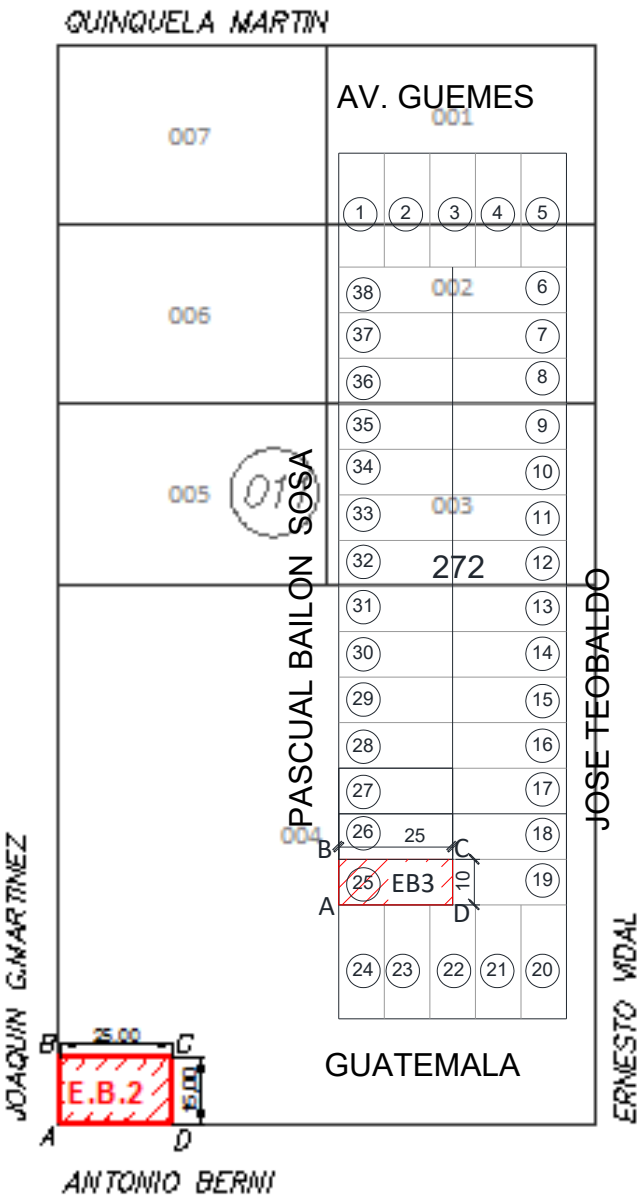 QUINQUELA MARTIN
AV. GUEMES
007
001
1 2 3 4 5
38 002 6
006
37 7
36 8
35 9
34 10
005
33 003 11
32 272 12
31 13
30 14
29 15
28 16
27 17
PASCUAL BAILON SOSA
JOSE TEOBALDO
004 26 25 18
B C
25 EB3 10 19
A D
24 23 22 21 20
JOAQUIN G.MARTINEZ
ERNESTO VIDAL
GUATEMALA
B 25.00 C
E.B.2 15.00
A D
ANTONIO BERNI